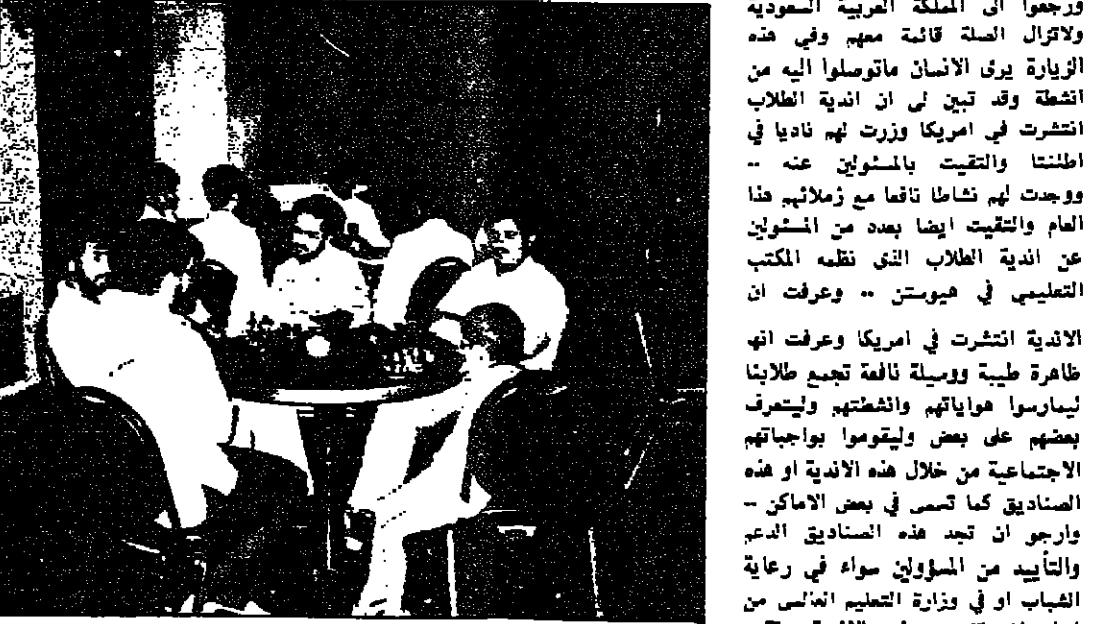 ورجعوا الى المملكة العربية السعودية
ولاتزال الصلة قائمة معهم وفي هذه
الزيارة يرى الانسان ماتوصلوا اليه من
انشطة وقد تبين لى ان اندية الطلاب
انتشرت في امريكا وزرت لهم ناديا في
اطلنتا والتقيت بالمسئولين عنه ..
ووجدت لهم نشاطا نافعا مع زملائهم هذا
العام والتقيت ايضا بعدد من المسئولين
عن اندية الطلاب الذى نظمه المكتب
التعليمي في هيوستن .. وعرفت ان
الاندية انتشرت في امريكا وعرفت انها
ظاهرة طيبة ووسيلة نافعة تجمع طلابنا
ليمارسوا هواياتهم وانشطتهم وليتعرف
بعضهم على بعض وليقوموا بواجباتهم
الاجتماعية من خلال هذه الاندية او هذه
الصناديق كما تسمى في بعض الاماكن ..
وارجو ان تجد هذه الصناديق الدعم
والتأييد من المسؤولين سواء في رعاية
الشباب او في وزارة التعليم العالى من